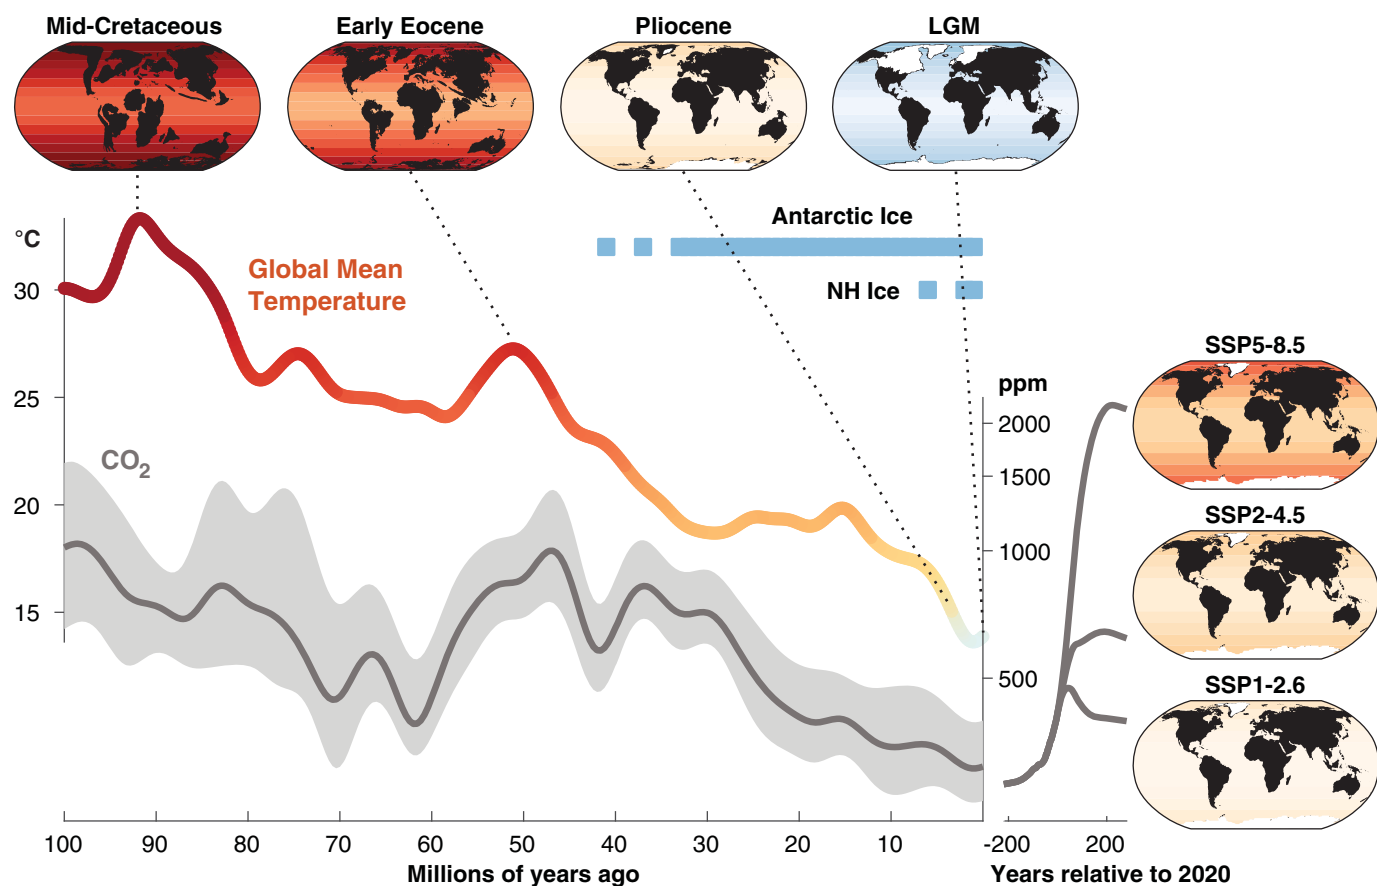 Mid-Cretaceous
Early Eocene
Pliocene
LGM
°C
30
25
20
15
Global Mean
Temperature
CO2
Antarctic Ice
NH Ice
ppm
2000
1500
1000
500
SSP5-8.5
SSP2-4.5
SSP1-2.6
100 90 80 70 60 50 40 30 20 10
Millions of years ago
-200 200
Years relative to 2020